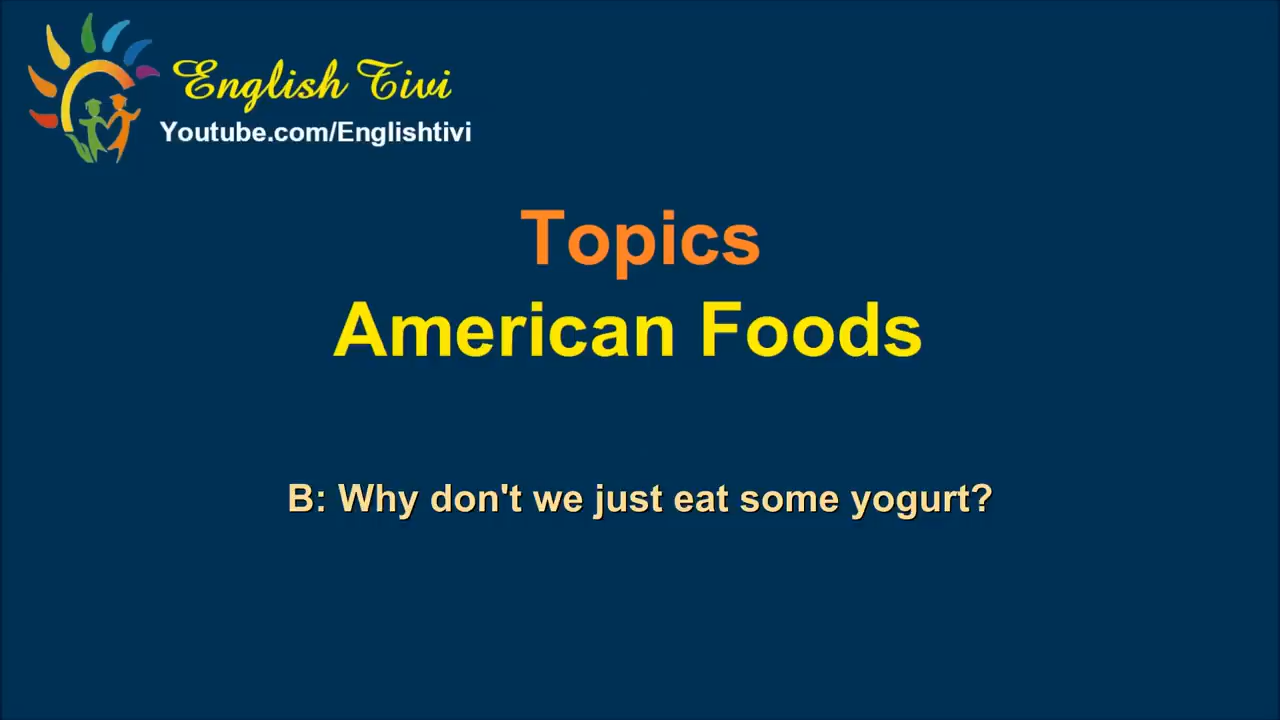 English Tivi
Youtube.com/Englishtivi
Topics
American Foods
B: Why don't we just eat some yogurt?